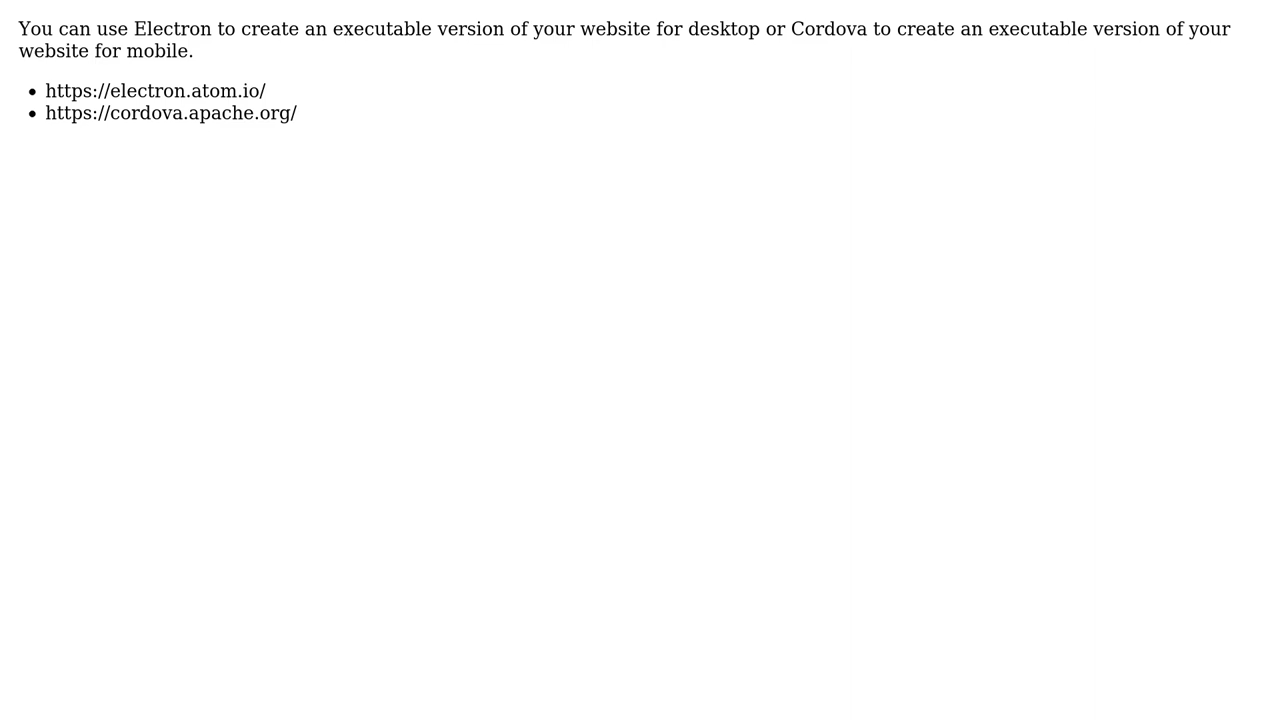 You can use Electron to create an executable version of your website for desktop or Cordova to create an executable version of your
website for mobile.
• https://electron.atom.io/
• https://cordova.apache.org/